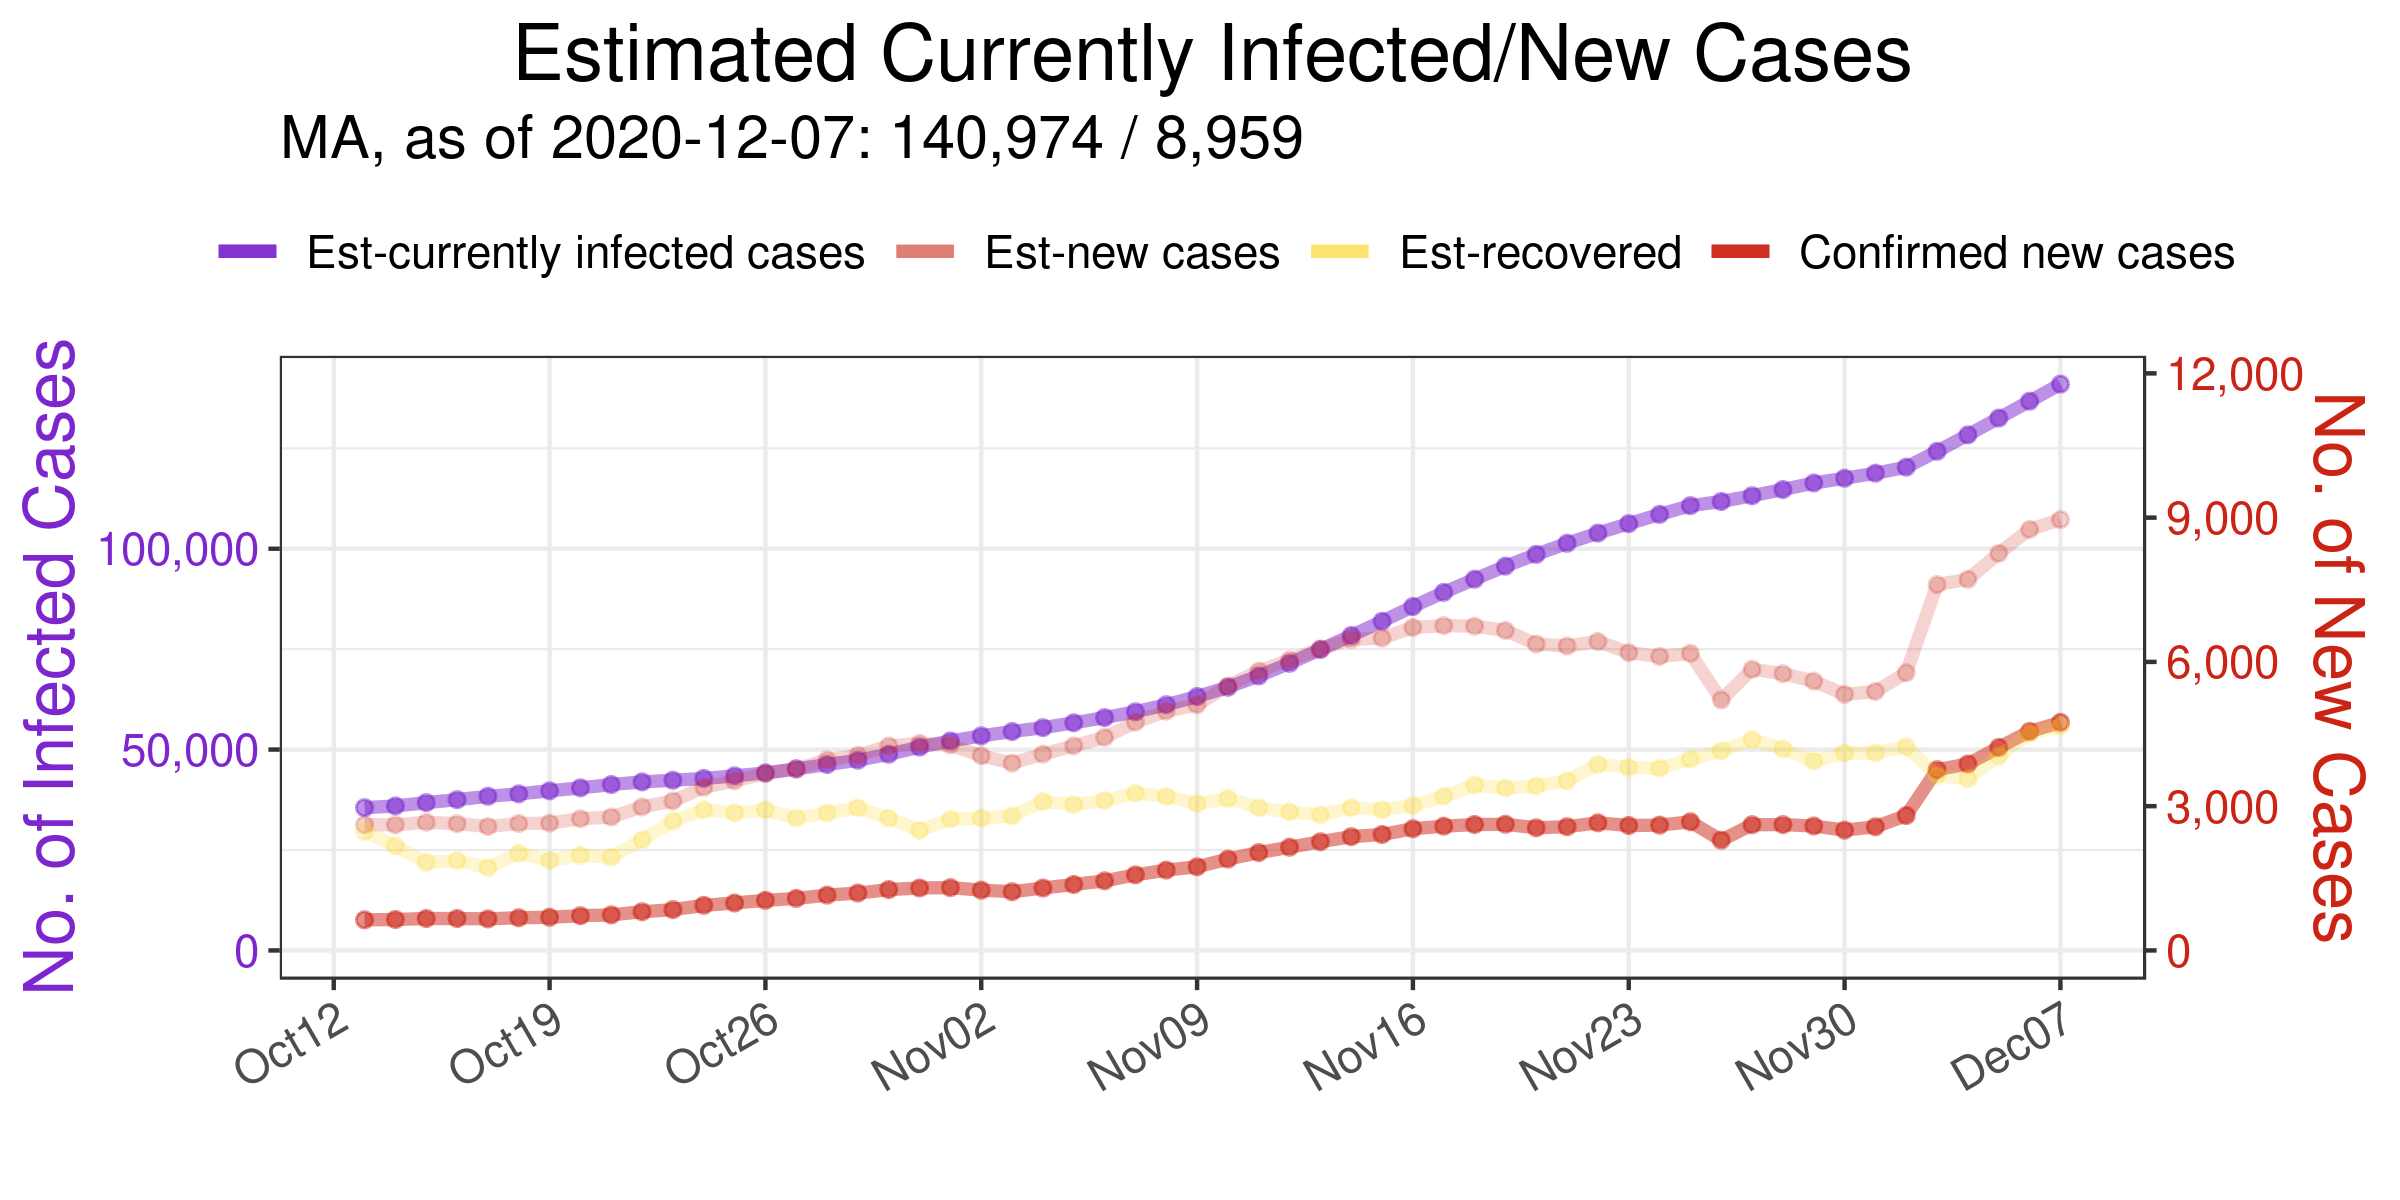 Estimated Currently Infected/New Cases
MA, as of 2020-12-07: 140,974 / 8,959
Est-currently infected cases
Est-new cases
Est-recovered
Confirmed new cases
No. of Infected Cases
100,000
50,000
0
12,000
9,000
6,000
3,000
0
No. of New Cases
Oct12
Oct19
Oct26
Nov02
Nov09
Nov16
Nov23
Nov30
Dec07